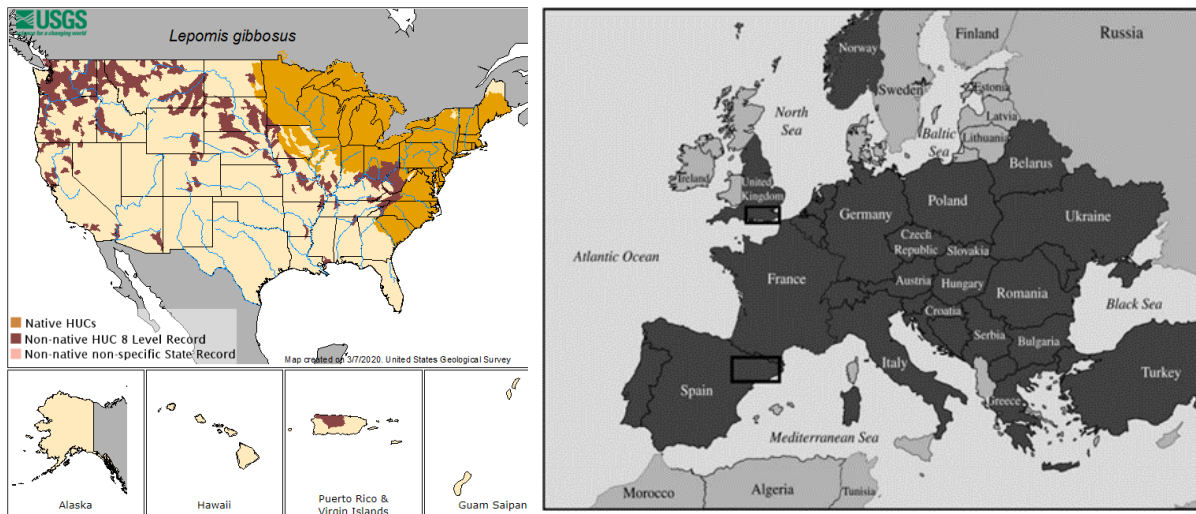 USGS
science for a changing world
Lepomis gibbosus
Native HUCs
Non-native HUC 8 Level Record
Non-native non-specific State Record
Map created on 3/7/2020. United States Geological Survey
Alaska
Hawaii
Puerto Rico &
Virgin Islands
Guam Saipan
Norway
Finland
Russia
Sweden
Estonia
North
Sea
Latvia
Baltic
Sea
Lithuania
Ireland
United
Kingdom
Belarus
Poland
Germany
Ukraine
Czech
Republic
Slovakia
Atlantic Ocean
France
Austria
Hungary
Romania
Croatia
Black Sea
Serbia
Bulgaria
Italy
Spain
Turkey
Greece
Mediterranean Sea
Morocco
Algeria
Tunisia